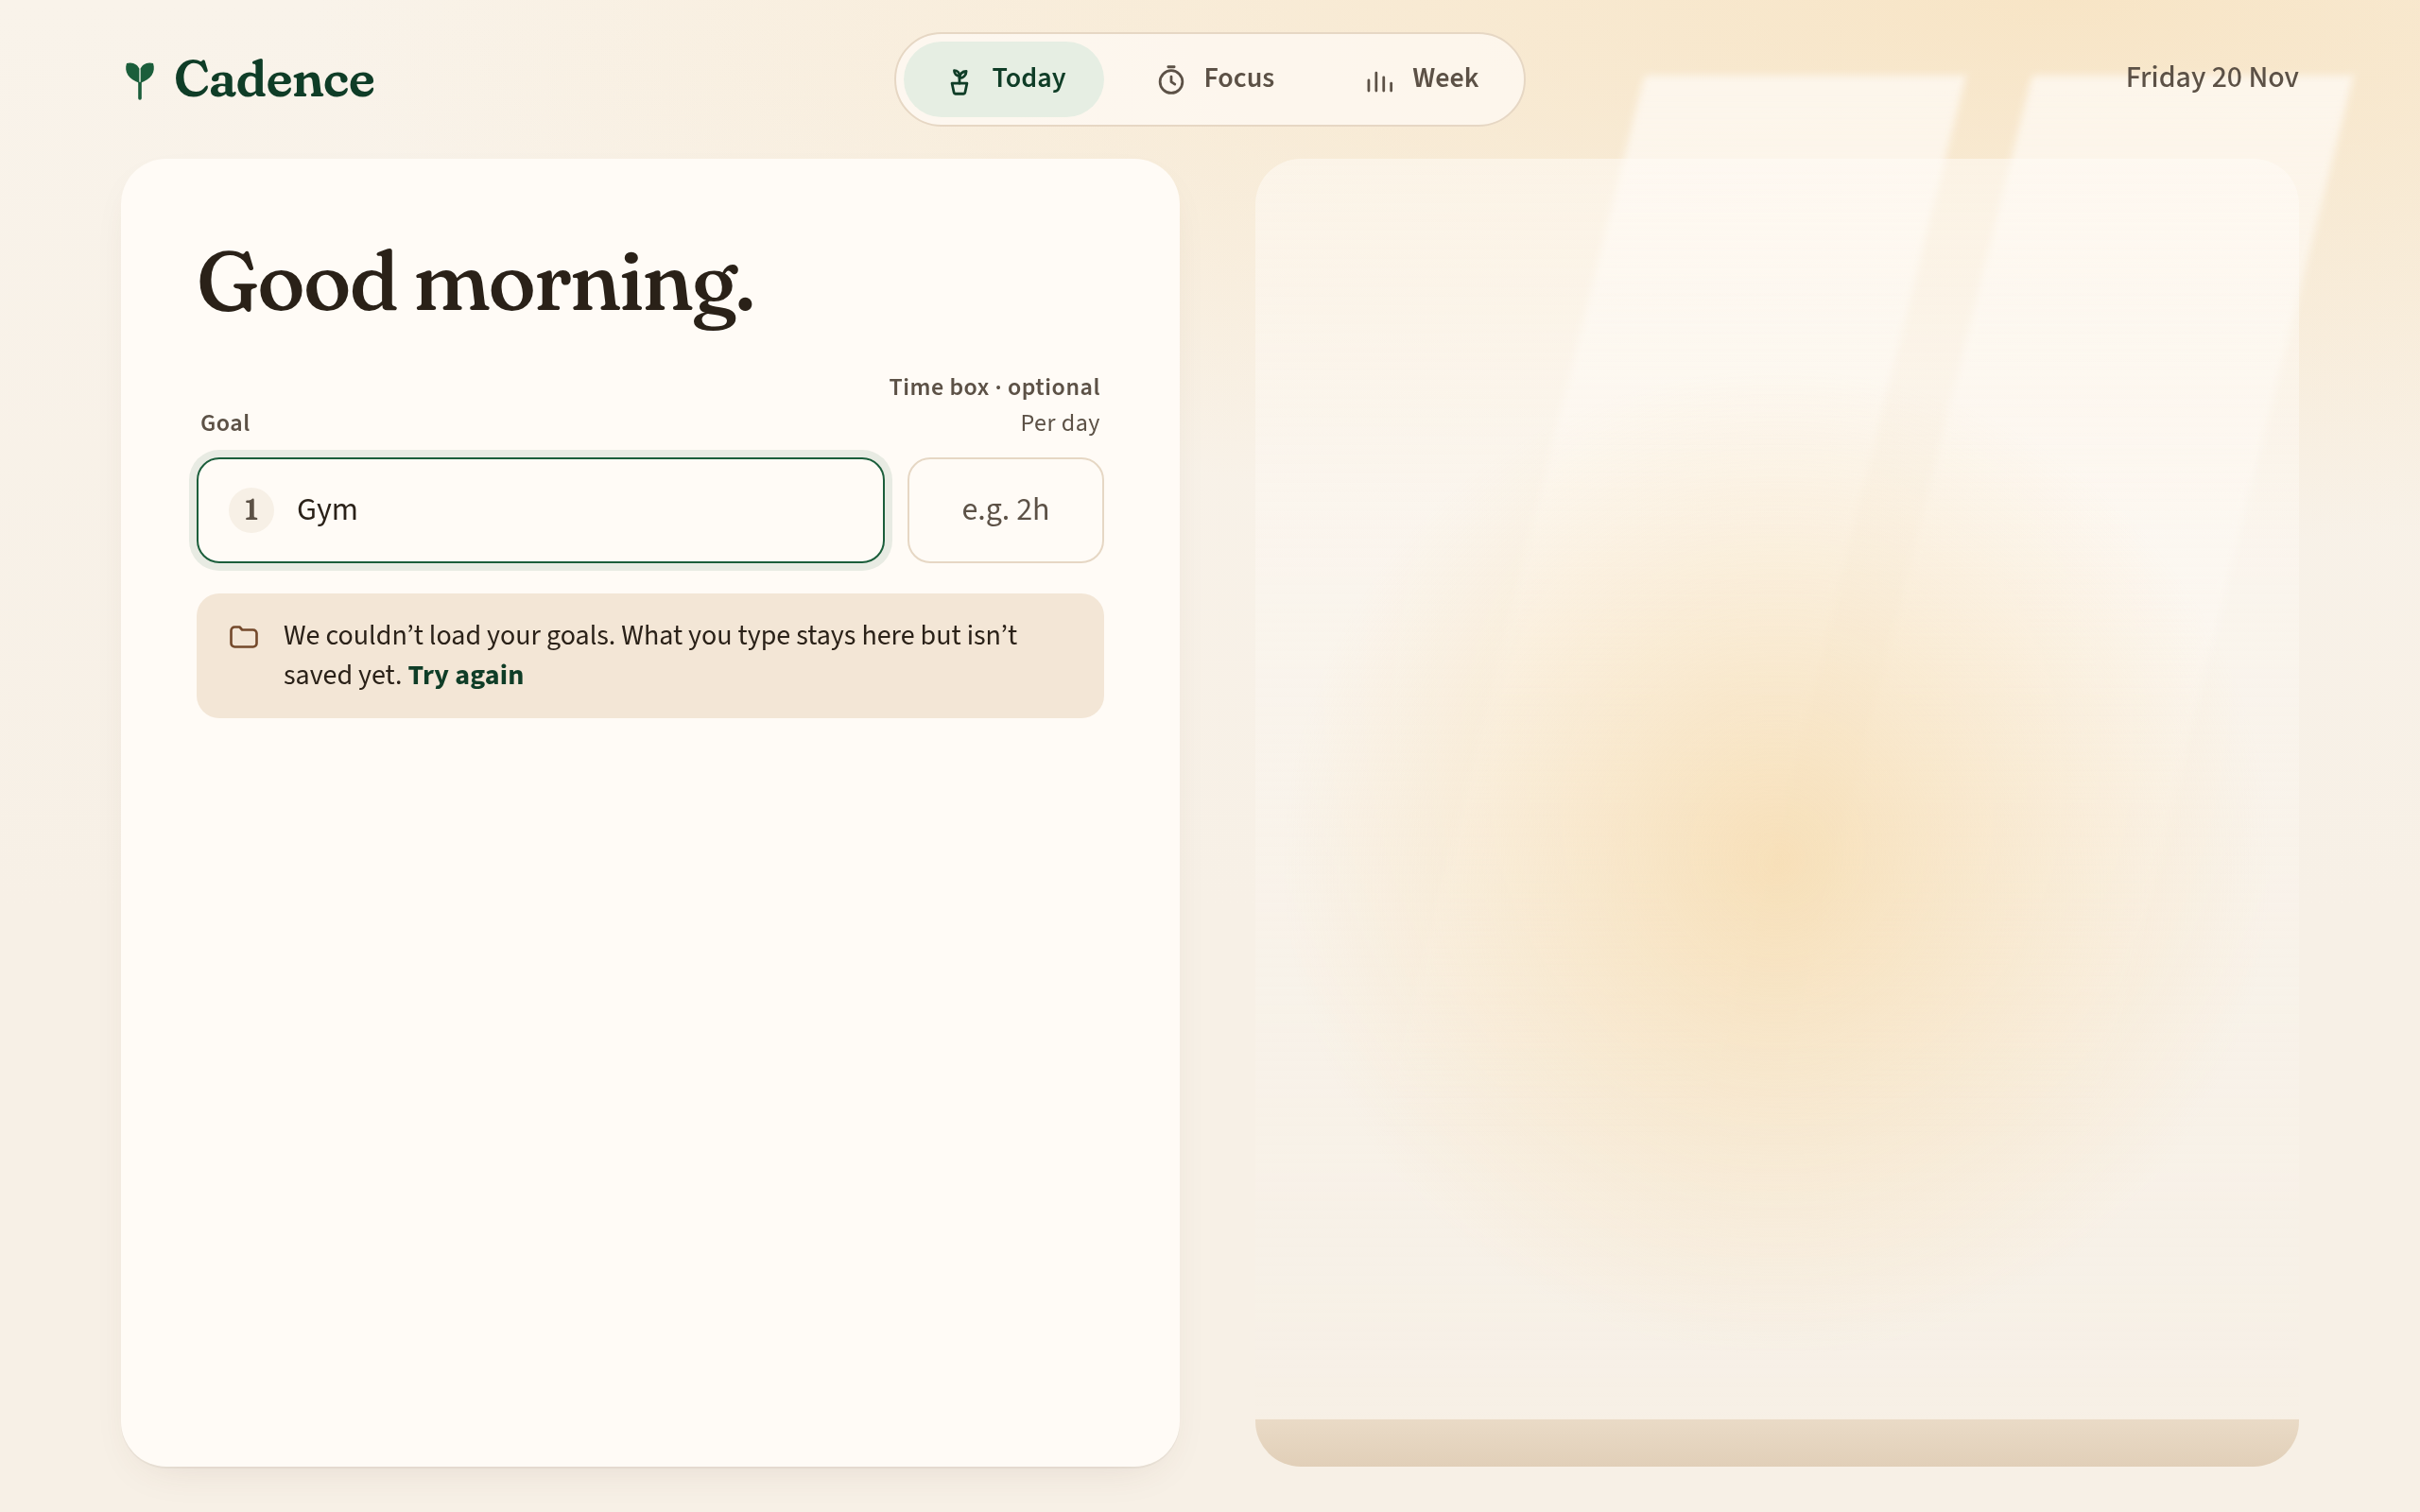 Cadence
Today
Focus
Week
Friday 20 Nov
Good morning.
Time box · optional
Goal
Per day
1
Gym
e.g. 2h
We couldn’t load your goals. What you type stays here but isn’t
saved yet. Try again